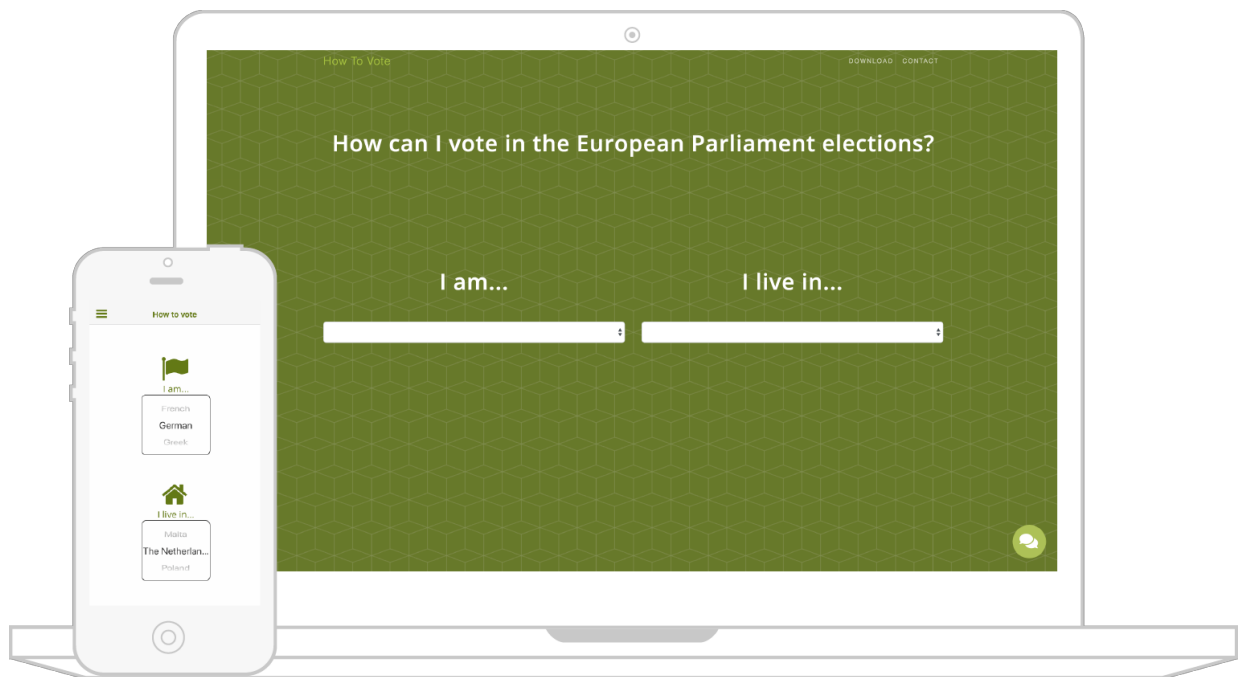 How To Vote
DOWNLOAD CONTACT
How can I vote in the European Parliament elections?
I am...
I live in...
How to vote
I am...
French
German
Greek
I live in...
Malta
The Netherlan...
Poland